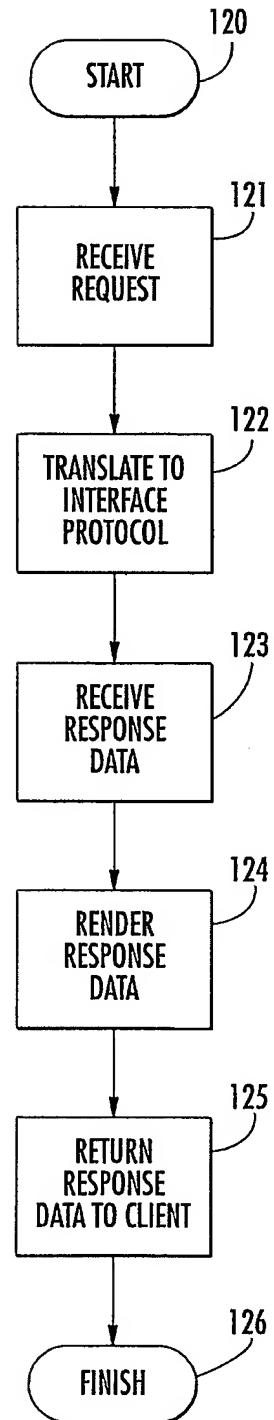 120
START
121
RECEIVE
REQUEST
122
TRANSLATE TO
INTERFACE
PROTOCOL
123
RECEIVE
RESPONSE
DATA
124
RENDER
RESPONSE
DATA
125
RETURN
RESPONSE
DATA TO CLIENT
126
FINISH